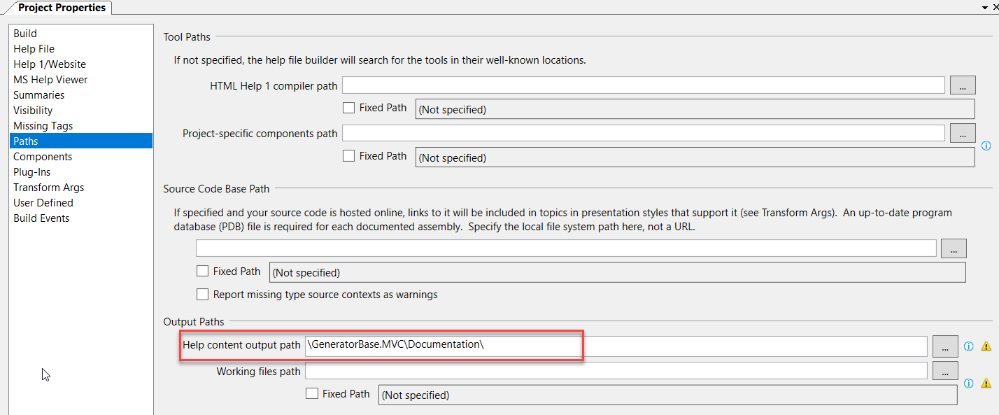 Project Properties
Build
Help File
Help 1/Website
MS Help Viewer
Summaries
Visibility
Missing Tags
Paths
Components
Plug-Ins
Transform Args
User Defined
Build Events
Tool Paths
If not specified, the help file builder will search for the tools in their well-known locations.
HTML Help 1 compiler path
...
Fixed Path (Not specified)
Project-specific components path
...
Fixed Path (Not specified)
Source Code Base Path
If specified and your source code is hosted online, links to it will be included in topics in presentation styles that support it (see Transform Args).  An up-to-date program
database (PDB) file is required for each documented assembly.  Specify the local file system path here, not a URL.
...
Fixed Path (Not specified)
Report missing type source contexts as warnings
Output Paths
Help content output path \GeneratorBase.MVC\Documentation\ ...
Working files path ...
Fixed Path (Not specified)